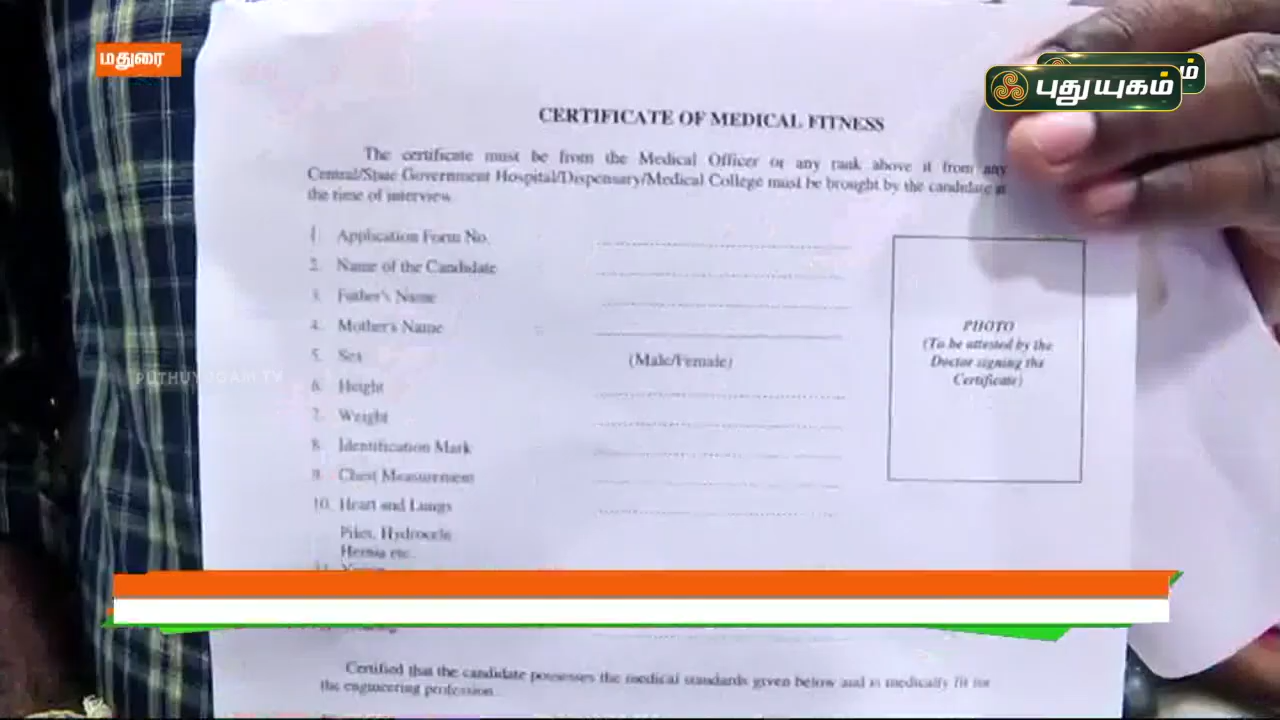 மதுரை
புதுயுகம்
CERTIFICATE OF MEDICAL FITNESS
The certificate must be from the Medical Officer or any rank above it from any
Central/State Government Hospital/Dispensary/Medical College must be brought by the candidate at
the time of interview.
1. Application Form No.
2. Name of the Candidate
3. Father's Name
4. Mother's Name
5. Sex (Male/Female)
6. Height
7. Weight
8. Identification Mark
9. Chest Measurement
10. Heart and Lungs
Piles, Hydrocele
Hernia etc.
PHOTO
(To be attested by the
Doctor signing the
Certificate)
PUTHUYUGAM TV
Certified that the candidate possesses the medical standards given below and is medically fit for
the engineering profession.